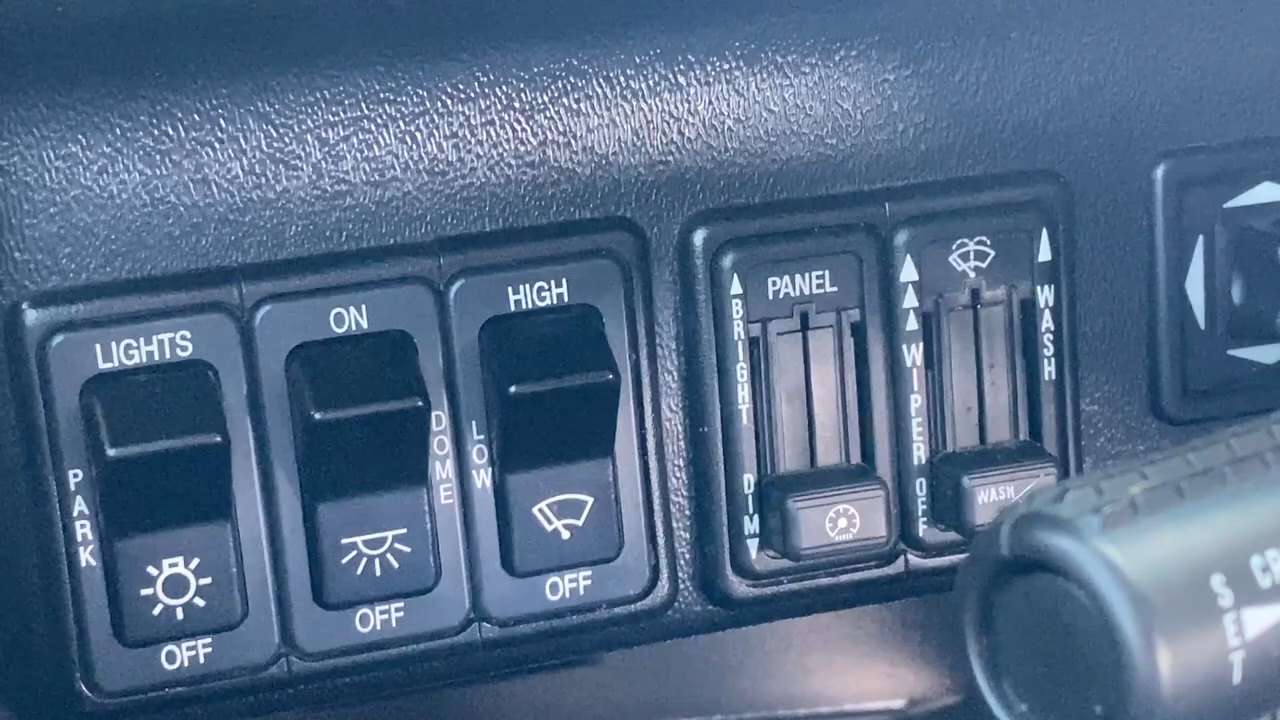 LIGHTS
PARK
OFF
ON
DOME
OFF
HIGH
LOW
OFF
PANEL
BRIGHT
DIM
WIPER
OFF
WASH
WASH
SET